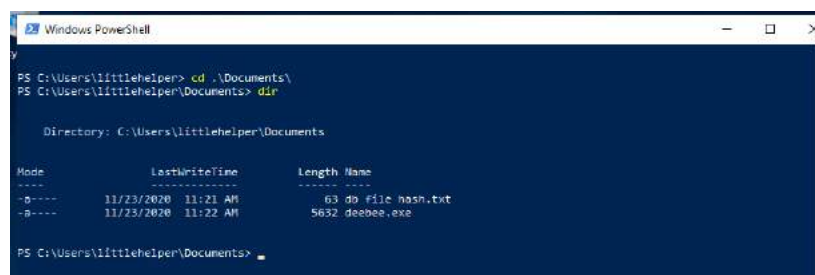 Windows PowerShell
y
PS C:\Users\littlehelper> cd .\Documents\
PS C:\Users\littlehelper\Documents> dir
Directory: C:\Users\littlehelper\Documents
Mode LastWriteTime Length Name
---- ------------- ------ ----
-a---- 11/23/2020 11:21 AM 63 db file hash.txt
-a---- 11/23/2020 11:22 AM 5632 deebee.exe
PS C:\Users\littlehelper\Documents> _